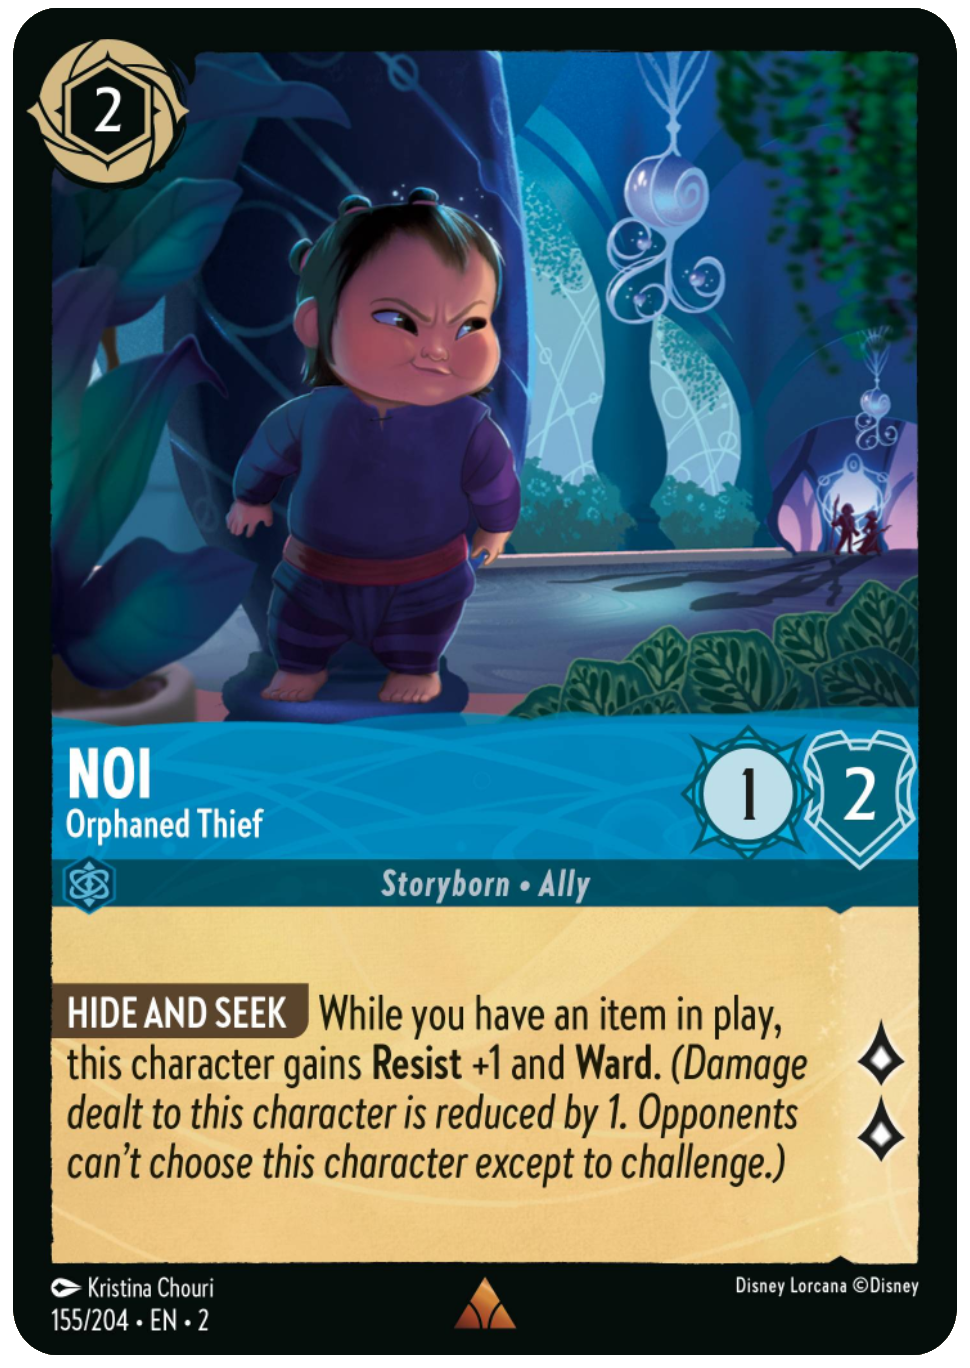 2
NOI
Orphaned Thief
1
2
Storyborn • Ally
HIDE AND SEEK While you have an item in play,
this character gains Resist +1 and Ward. (Damage
dealt to this character is reduced by 1. Opponents
can't choose this character except to challenge.)
Kristina Chouri
Disney Lorcana ©Disney
155/204 • EN • 2